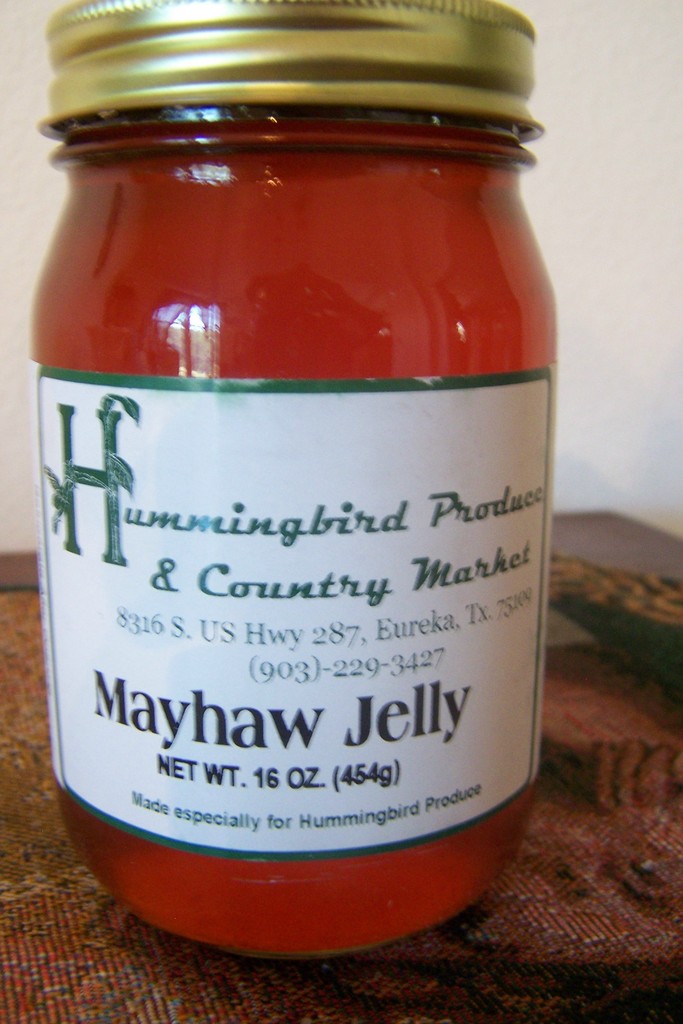 Hummingbird Produce
& Country Market
8316 S. US Hwy 287, Eureka, Tx. 75109
(903)-229-3427
Mayhaw Jelly
NET WT. 16 OZ. (454g)
Made especially for Hummingbird Produce